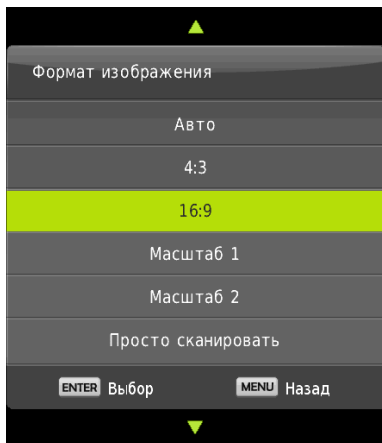 Формат изображения
Авто
4:3
16:9
Масштаб 1
Масштаб 2
Просто сканировать
ENTER Выбор MENU Назад